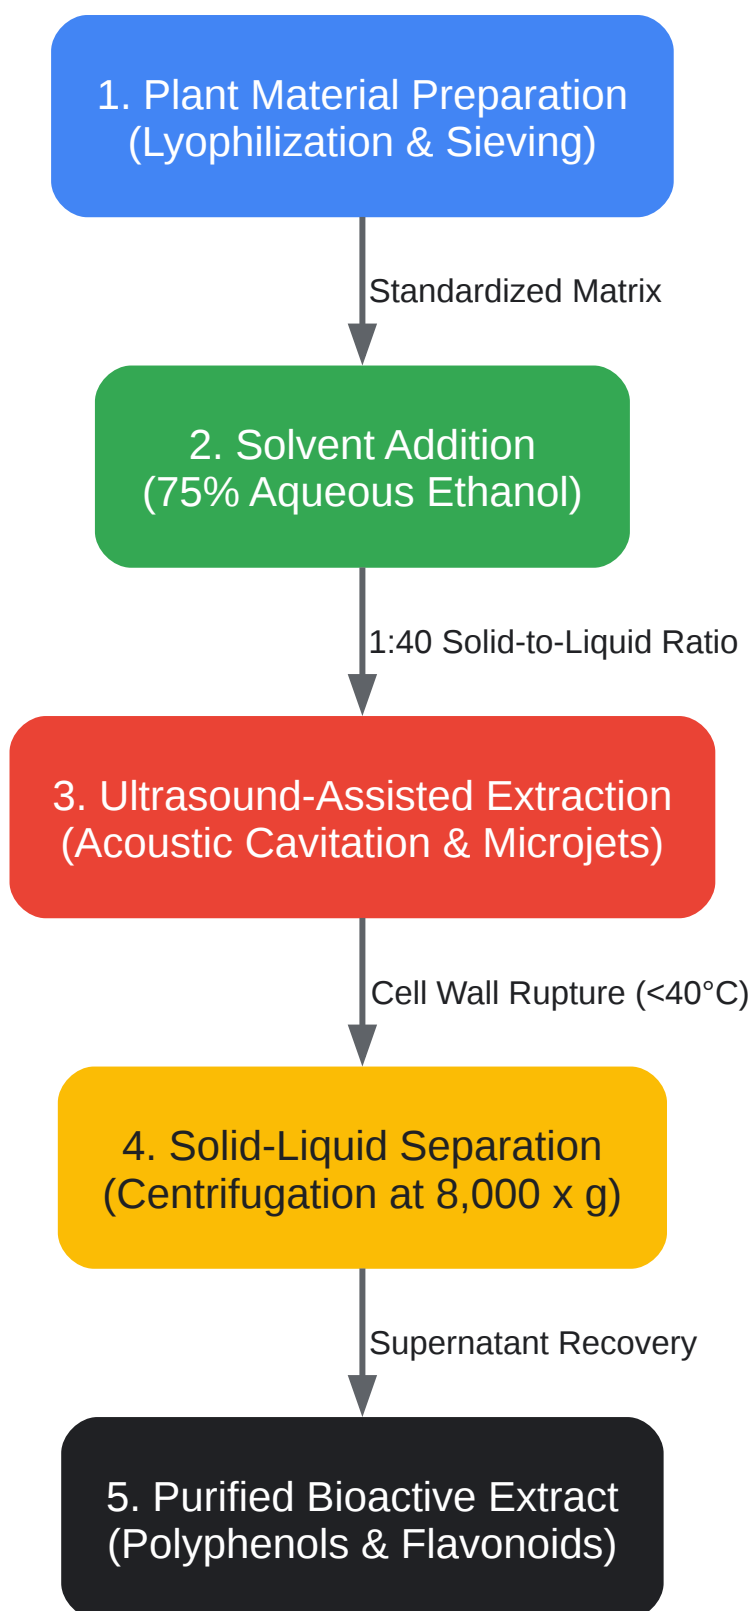 1. Plant Material Preparation
(Lyophilization & Sieving)
Standardized Matrix
2. Solvent Addition
(75% Aqueous Ethanol)
1:40 Solid-to-Liquid Ratio
3. Ultrasound-Assisted Extraction
(Acoustic Cavitation & Microjets)
Cell Wall Rupture (<40°C)
4. Solid-Liquid Separation
(Centrifugation at 8,000 x g)
Supernatant Recovery
5. Purified Bioactive Extract
(Polyphenols & Flavonoids)